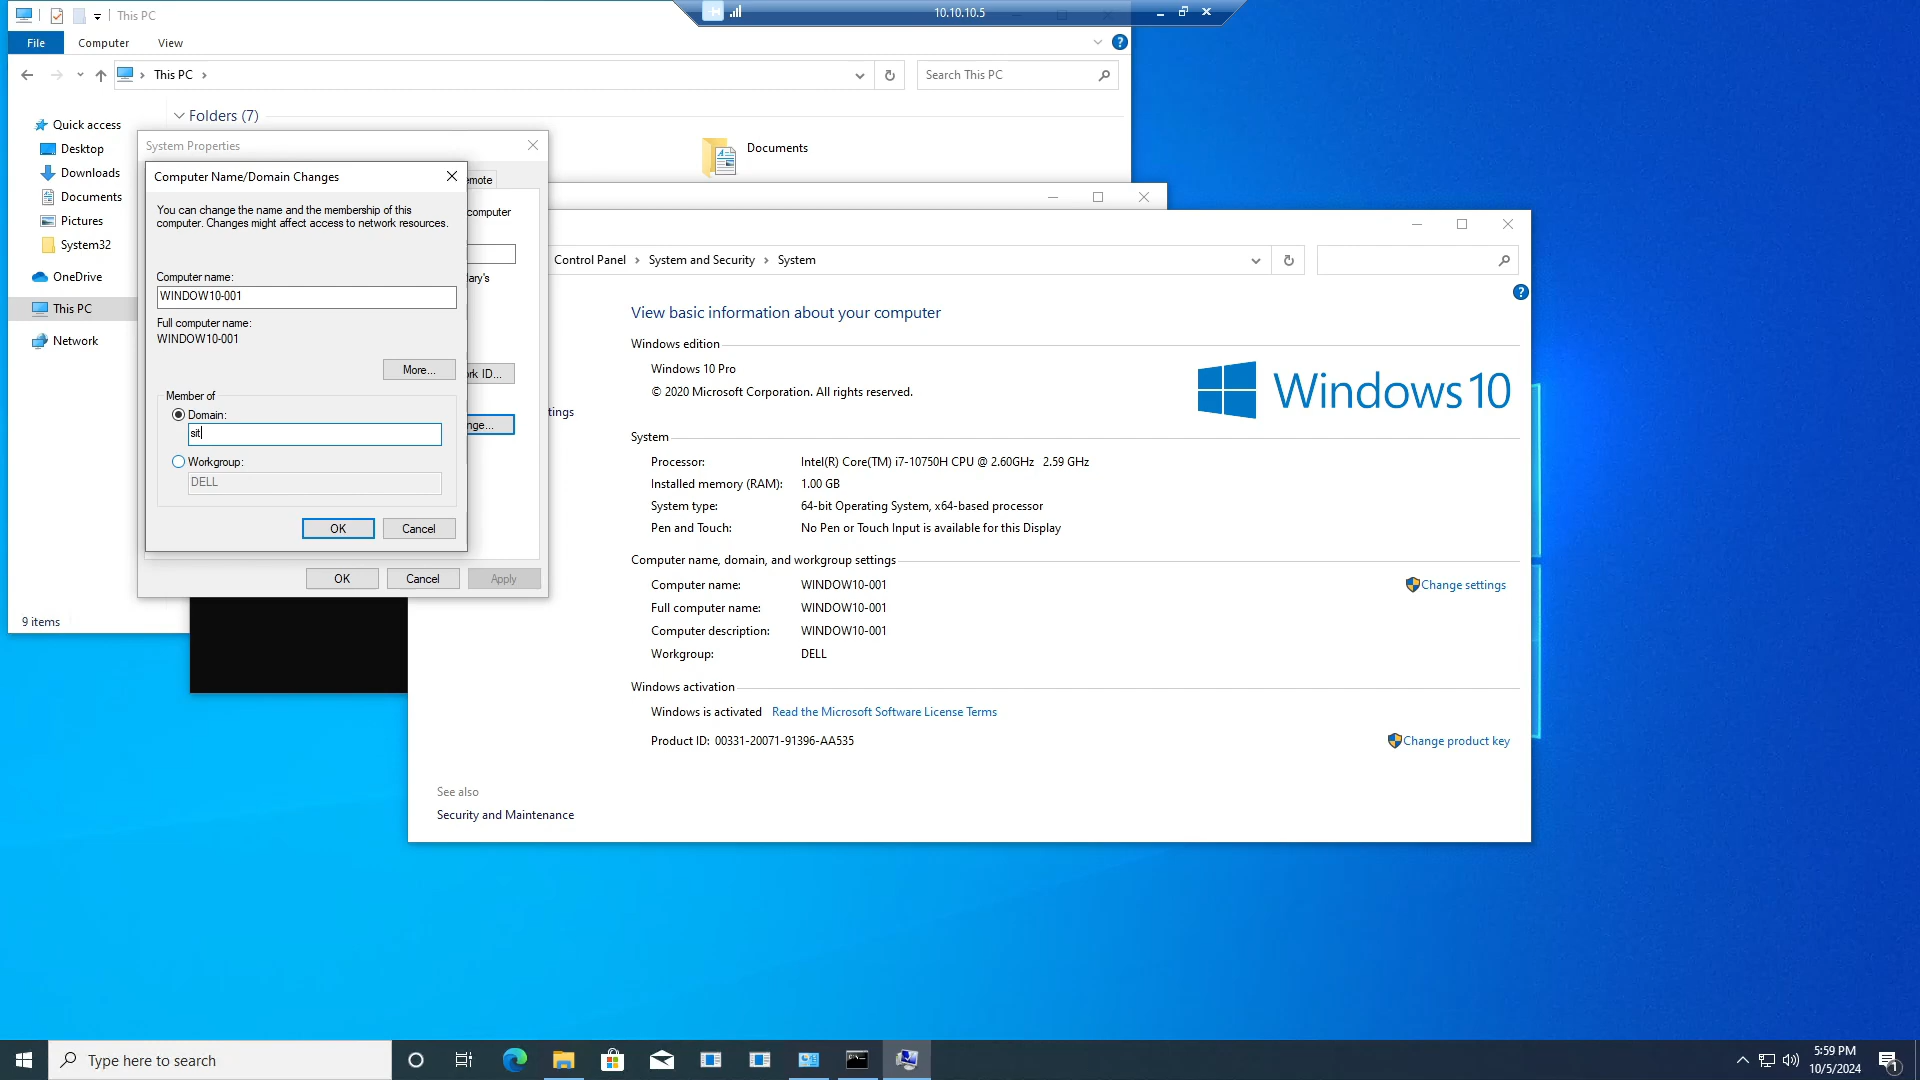 This PC
10.10.10.5
File
Computer
View
This PC
Search This PC
Folders (7)
Quick access
Desktop
Downloads
Documents
Pictures
System32
OneDrive
This PC
Network
9 items
Documents
System Properties
emote
computer
ary's
rk ID...
nge...
OK
Cancel
Apply
Computer Name/Domain Changes
You can change the name and the membership of this
computer. Changes might affect access to network resources.
Computer name:
WINDOW10-001
Full computer name:
WINDOW10-001
More...
Member of
Domain:
sit
Workgroup:
DELL
OK
Cancel
Control Panel
System and Security
System
tings
View basic information about your computer
Windows edition
Windows 10 Pro
© 2020 Microsoft Corporation. All rights reserved.
Windows 10
System
Processor: Intel(R) Core(TM) i7-10750H CPU @ 2.60GHz 2.59 GHz
Installed memory (RAM): 1.00 GB
System type: 64-bit Operating System, x64-based processor
Pen and Touch: No Pen or Touch Input is available for this Display
Computer name, domain, and workgroup settings
Computer name: WINDOW10-001
Change settings
Full computer name: WINDOW10-001
Computer description: WINDOW10-001
Workgroup: DELL
Windows activation
Windows is activated Read the Microsoft Software License Terms
Product ID: 00331-20071-91396-AA535
Change product key
See also
Security and Maintenance
Type here to search
5:59 PM
10/5/2024
1